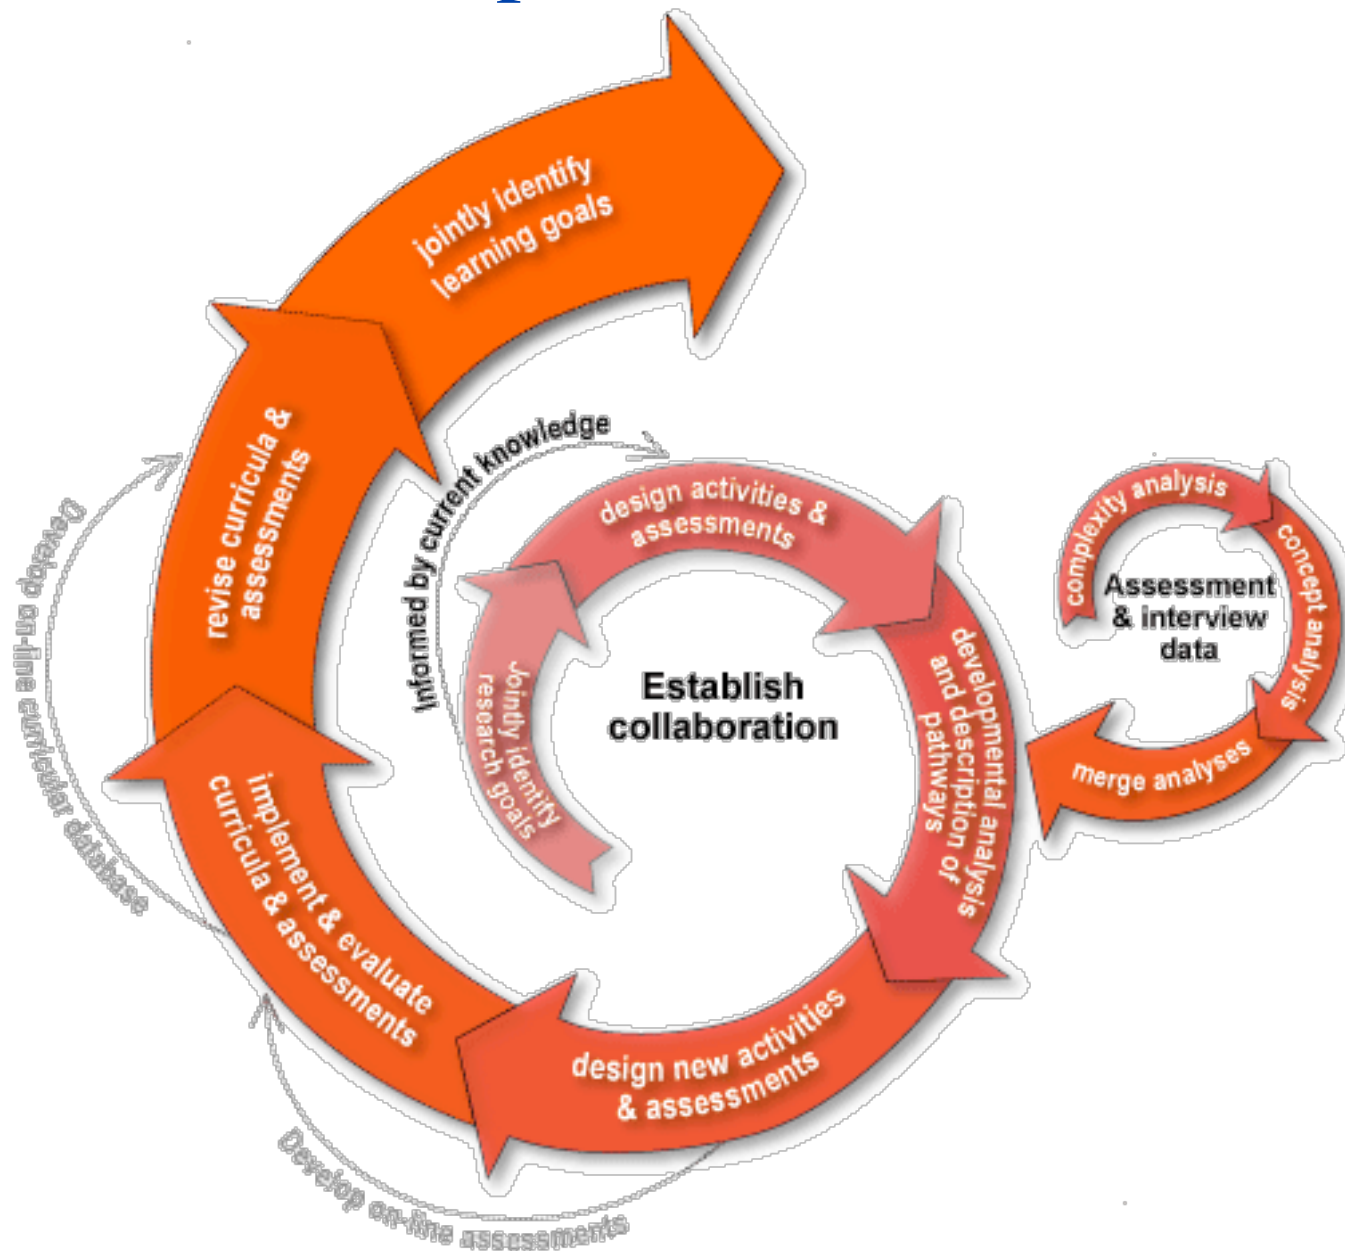 jointly identify
learning goals
revise curricula &
assessments
Informed by current knowledge
design activities &
assessments
complexity analysis
concept analysis
Assessment
& interview
data
merge analyses
Establish
collaboration
Jointly identify
research goals
developmental analysis
and description of
pathways
implement & evaluate
curricula & assessments
design new activities
& assessments
Develop on-line curricular database
Develop on-line assessments